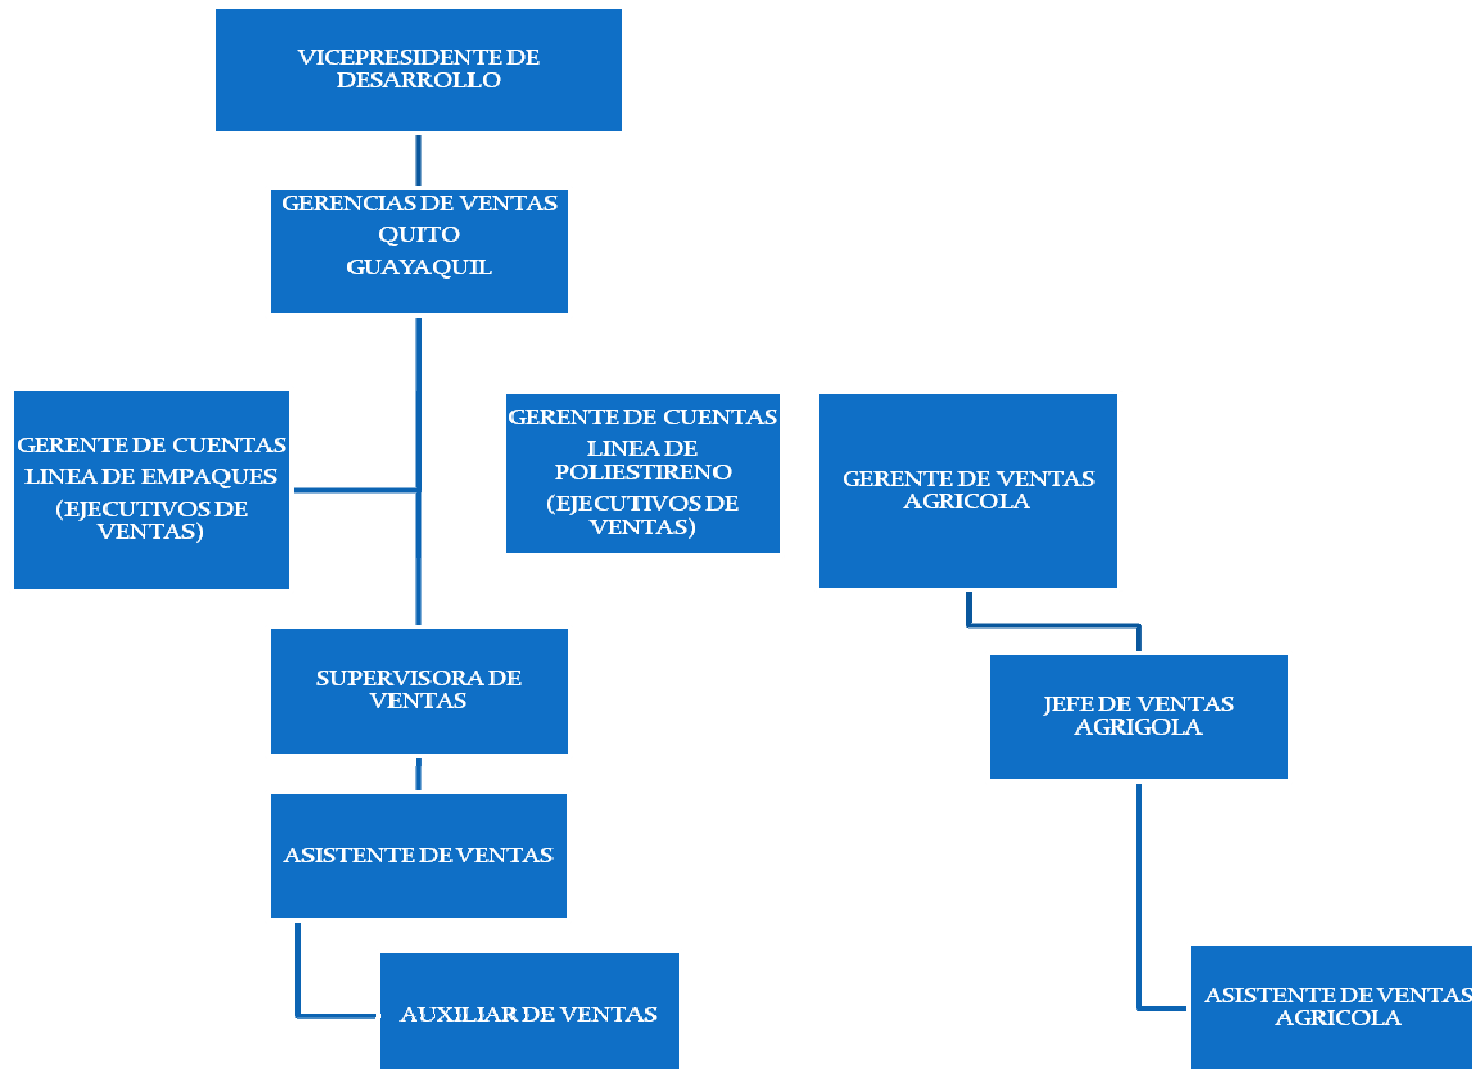 VICEPRESIDENTE DE
DESARROLLO
GERENCIAS DE VENTAS
QUITO
GUAYAQUIL
GERENTE DE CUENTAS
LINEA DE EMPAQUES
(EJECUTIVOS DE
VENTAS)
GERENTE DE CUENTAS
LINEA DE
POLIESTIRENO
(EJECUTIVOS DE
VENTAS)
GERENTE DE VENTAS
AGRICOLA
SUPERVISORA DE
VENTAS
JEFE DE VENTAS
AGRIGOLA
ASISTENTE DE VENTAS
AUXILIAR DE VENTAS
ASISTENTE DE VENTAS
AGRICOLA